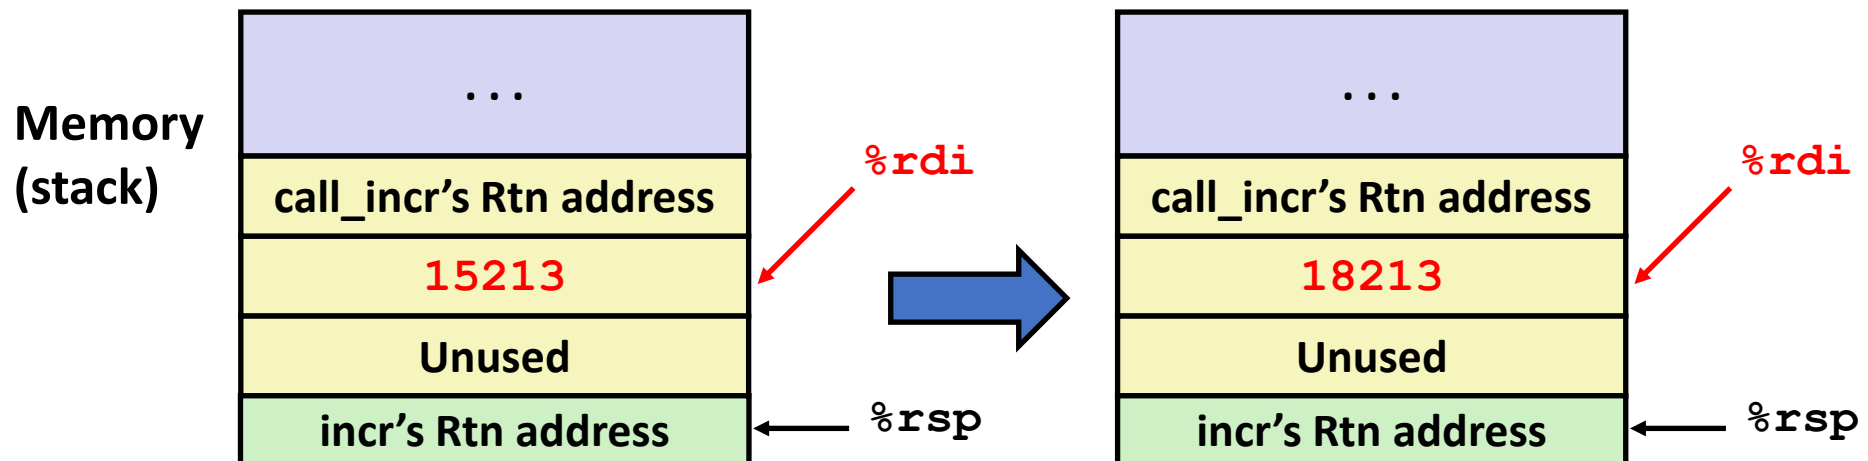 Memory
(stack)
...
call_incr’s Rtn address
15213
Unused
incr’s Rtn address
%rdi
%rsp
...
call_incr’s Rtn address
18213
Unused
incr’s Rtn address
%rdi
%rsp